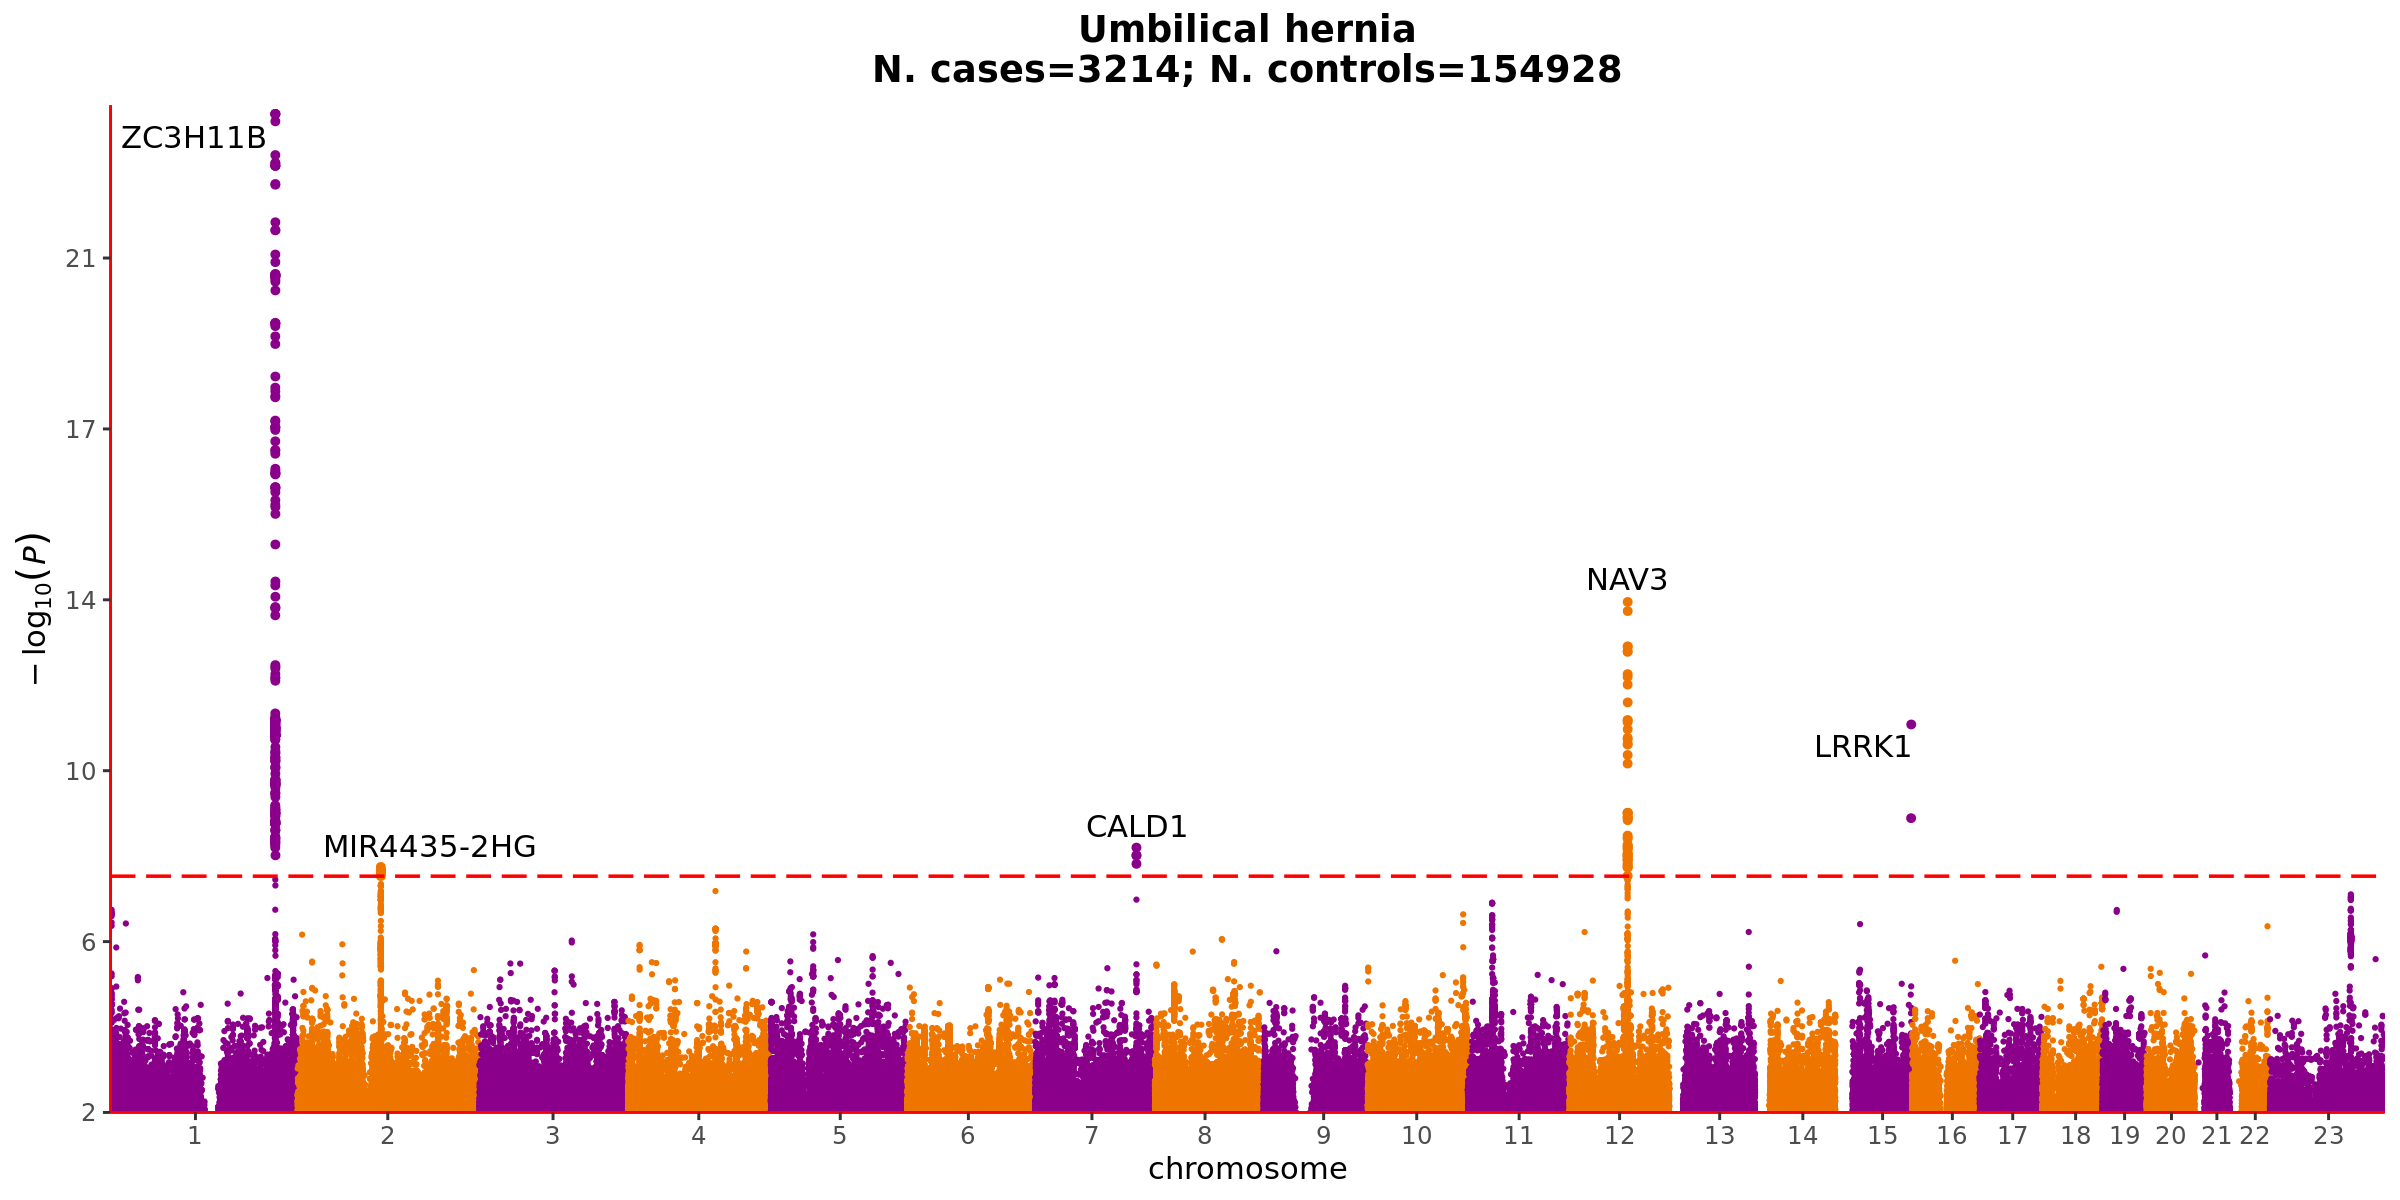 Umbilical hernia
N. cases=3214; N. controls=154928
ZC3H11B
21
17
NAV3
14
LRRK1
10
CALD1
MIR4435-2HG
6
2
−log10(P)
1 2 3 4 5 6 7 8 9 10 11 12 13 14 15 16 17 18 19 20 21 22 23
chromosome